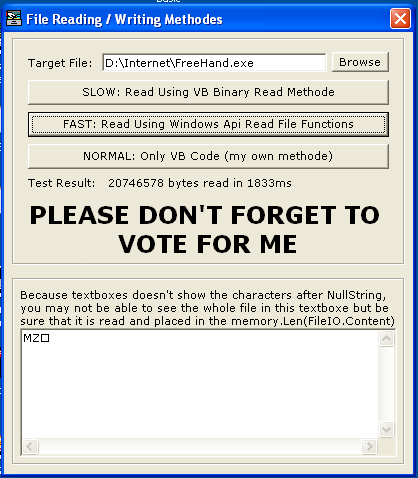 File Reading / Writing Methodes
Target File: D:\Internet\FreeHand.exe Browse
SLOW: Read Using VB Binary Read Methode
FAST: Read Using Windows Api Read File Functions
NORMAL: Only VB Code (my own methode)
Test Result: 20746578 bytes read in 1833ms
PLEASE DON'T FORGET TO
VOTE FOR ME
Because textboxes doesn't show the characters after NullString,
you may not be able to see the whole file in this textboxe but be
sure that it is read and placed in the memory.Len(FileIO.Content)
MZ□